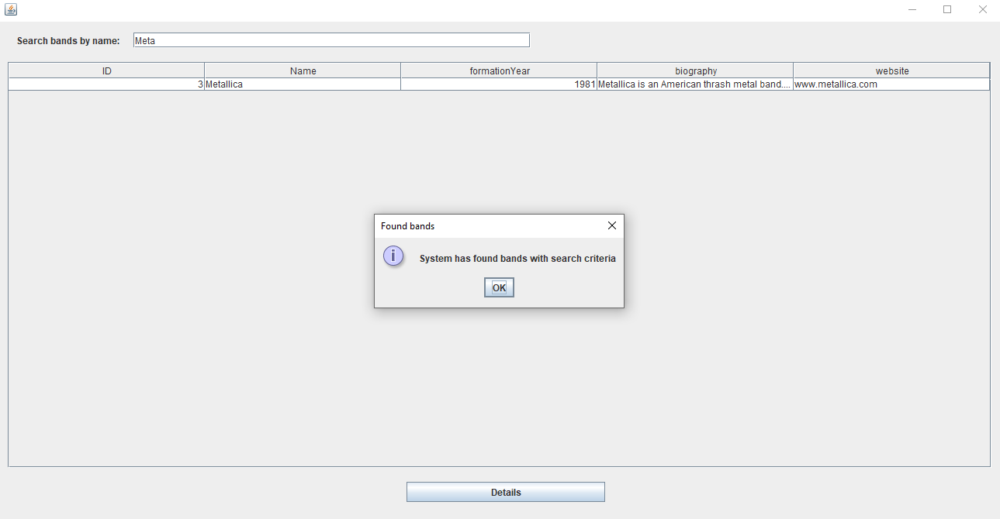 Search bands by name: Meta
ID Name formationYear biography website
3 Metallica 1981 Metallica is an American thrash metal band.... www.metallica.com
Found bands
i System has found bands with search criteria
OK
Details